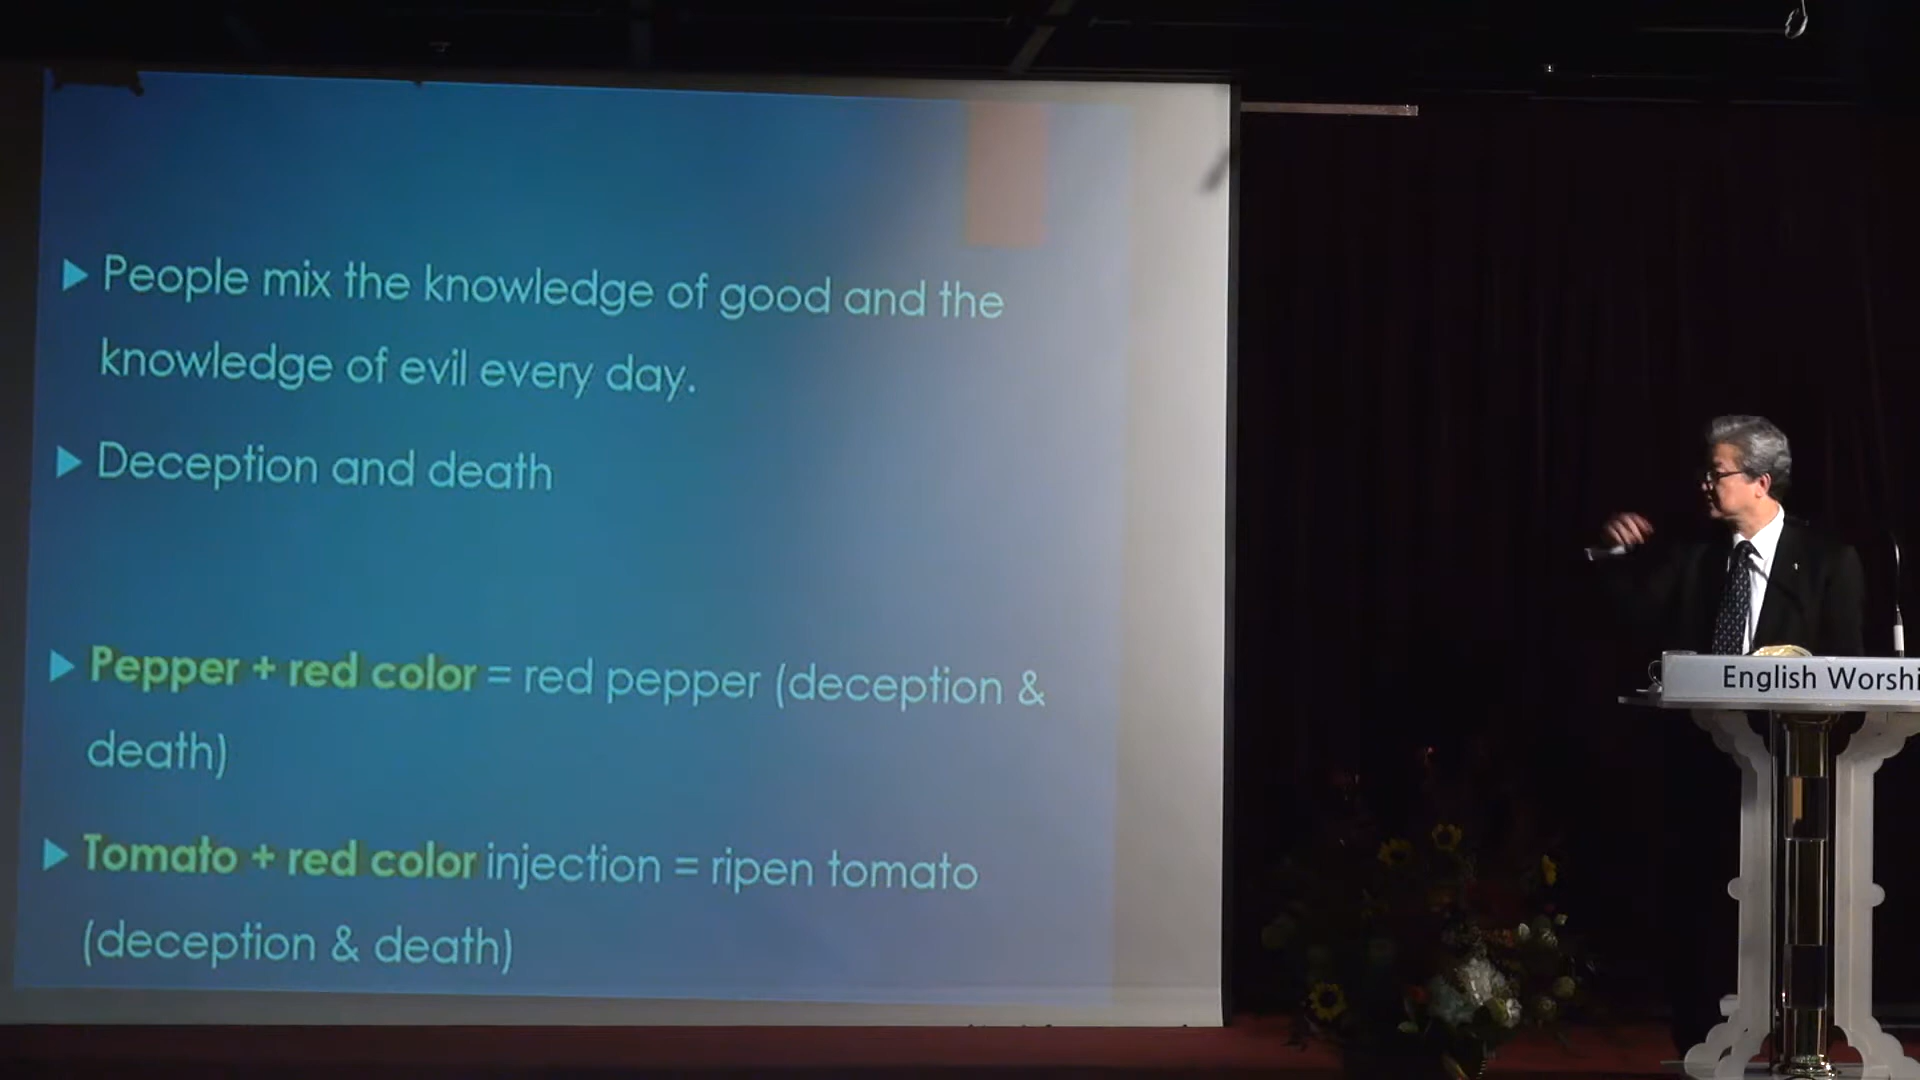 People mix the knowledge of good and the
knowledge of evil every day.
Deception and death
Pepper + red color = red pepper (deception &
death)
Tomato + red color injection = ripen tomato
(deception & death)
English Worshi